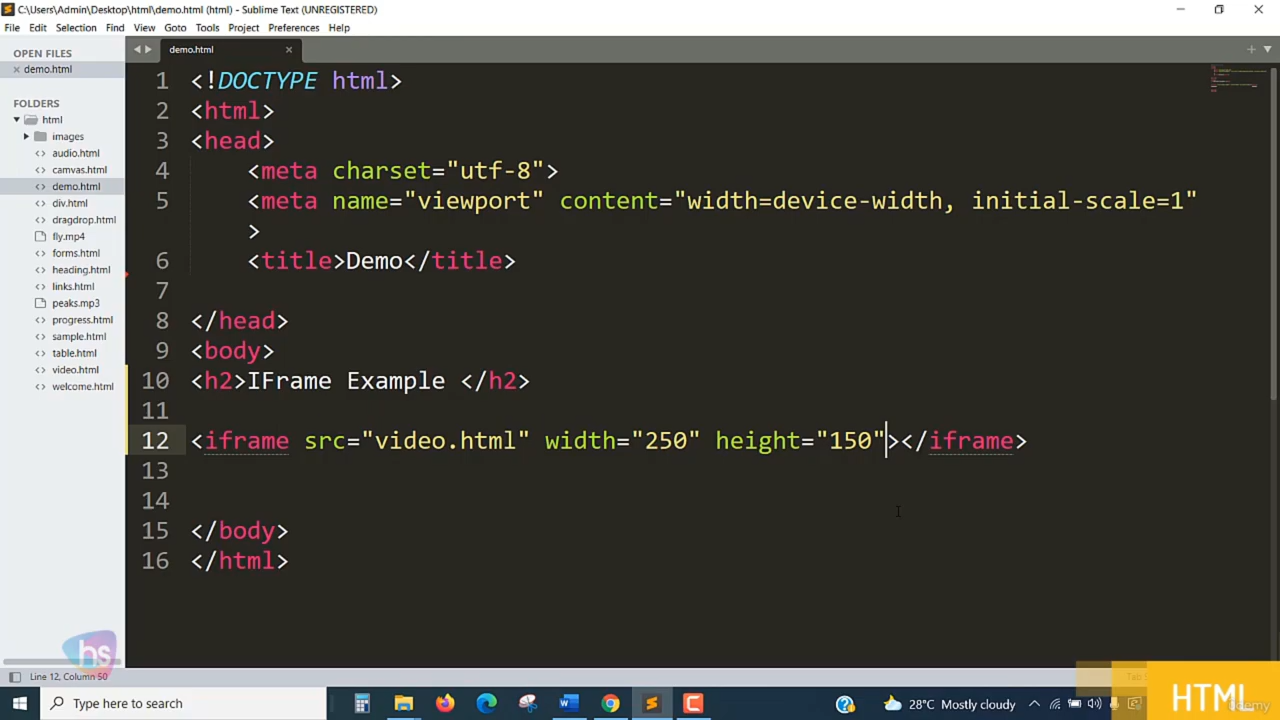 C:\Users\Admin\Desktop\html\demo.html (html) - Sublime Text (UNREGISTERED)
File Edit Selection Find View Goto Tools Project Preferences Help
OPEN FILES
demo.html
FOLDERS
html
images
audio.html
canvas.html
demo.html
div.html
dragdrop.html
fly.mp4
forms.html
heading.html
links.html
peaks.mp3
progress.html
sample.html
table.html
video.html
welcome.html
demo.html
1 <!DOCTYPE html>
2 <html>
3 <head>
4 <meta charset="utf-8">
5 <meta name="viewport" content="width=device-width, initial-scale=1"
>
6 <title>Demo</title>
7
8 </head>
9 <body>
10 <h2>IFrame Example </h2>
11
12 <iframe src="video.html" width="250" height="150"></iframe>
13
14
15 </body>
16 </html>
hs
Line 12, Column 50
Type here to search
28°C Mostly cloudy
HTML
Udemy